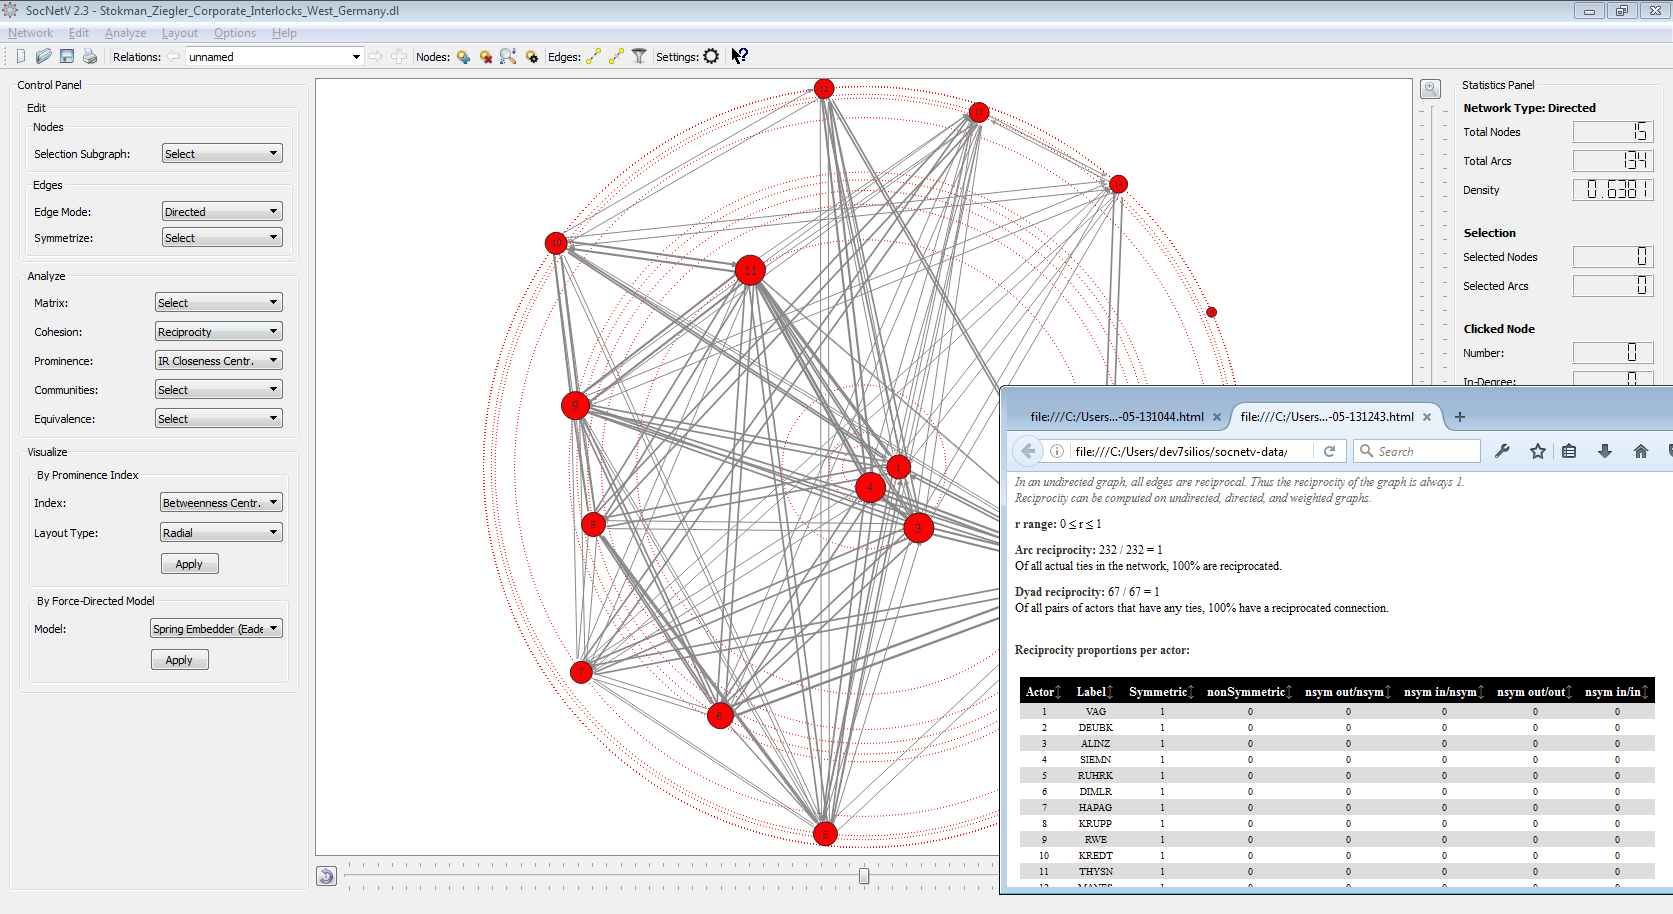 SocNetV 2.3 - Stokman_Ziegler_Corporate_Interlocks_West_Germany.dl
Network Edit Analyze Layout Options Help
Relations: unnamed Nodes: Edges: Settings:
Control Panel
Edit
Nodes
Selection Subgraph: Select
Edges
Edge Mode: Directed
Symmetrize: Select
Analyze
Matrix: Select
Cohesion: Reciprocity
Prominence: IR Closeness Centr.
Communities: Select
Equivalence: Select
Visualize
By Prominence Index
Index: Betweenness Centr.
Layout Type: Radial
Apply
By Force-Directed Model
Model: Spring Embedder (Eade
Apply
10
11
9
8
7
6
4
3
Statistics Panel
Network Type: Directed
Total Nodes 15
Total Arcs 134
Density 0.6381
Selection
Selected Nodes 0
Selected Arcs 0
Clicked Node
Number: 0
In-Degree: 0
file:///C:/Users...-05-131044.html file:///C:/Users...-05-131243.html
file:///C:/Users/dev7silios/socnetv-data/ Search
In an undirected graph, all edges are reciprocal. Thus the reciprocity of the graph is always 1.
Reciprocity can be computed on undirected, directed, and weighted graphs.
r range: 0 ≤ r ≤ 1
Arc reciprocity: 232 / 232 = 1
Of all actual ties in the network, 100% are reciprocated.
Dyad reciprocity: 67 / 67 = 1
Of all pairs of actors that have any ties, 100% have a reciprocated connection.
Reciprocity proportions per actor:
Actor Label Symmetric nonSymmetric nsym out/nsym nsym in/nsym nsym out/out nsym in/in
1 VAG 1 0 0 0 0 0
2 DEUBK 1 0 0 0 0 0
3 ALINZ 1 0 0 0 0 0
4 SIEMN 1 0 0 0 0 0
5 RUHRK 1 0 0 0 0 0
6 DIMLR 1 0 0 0 0 0
7 HAPAG 1 0 0 0 0 0
8 KRUPP 1 0 0 0 0 0
9 RWE 1 0 0 0 0 0
10 KREDT 1 0 0 0 0 0
11 THYSN 1 0 0 0 0 0